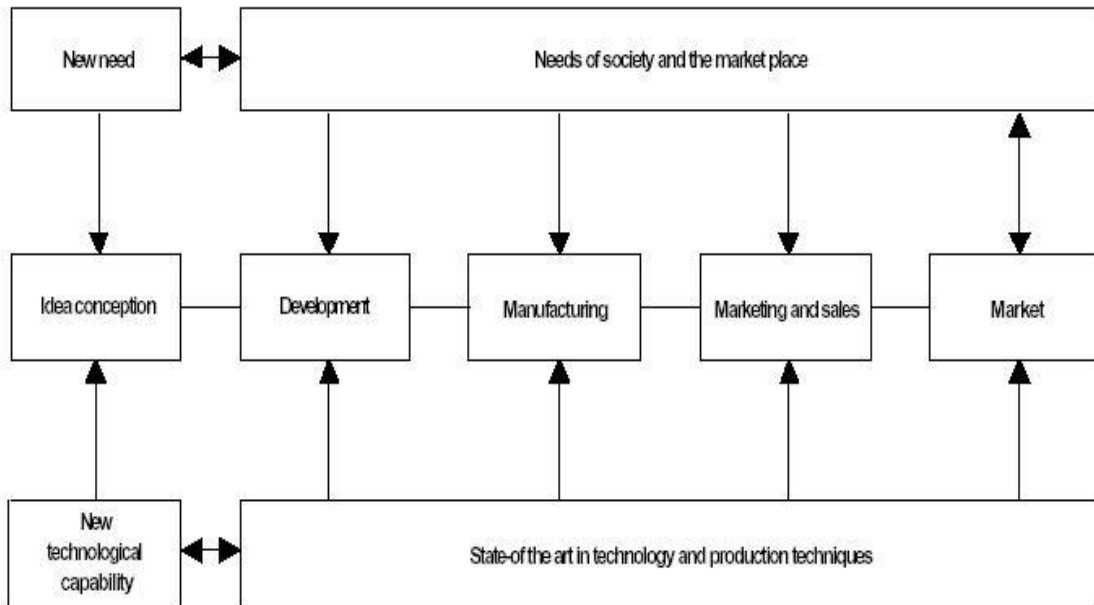 New need
Needs of society and the market place
Idea conception
Development
Manufacturing
Marketing and sales
Market
New
technological
capability
State-of the art in technology and production techniques